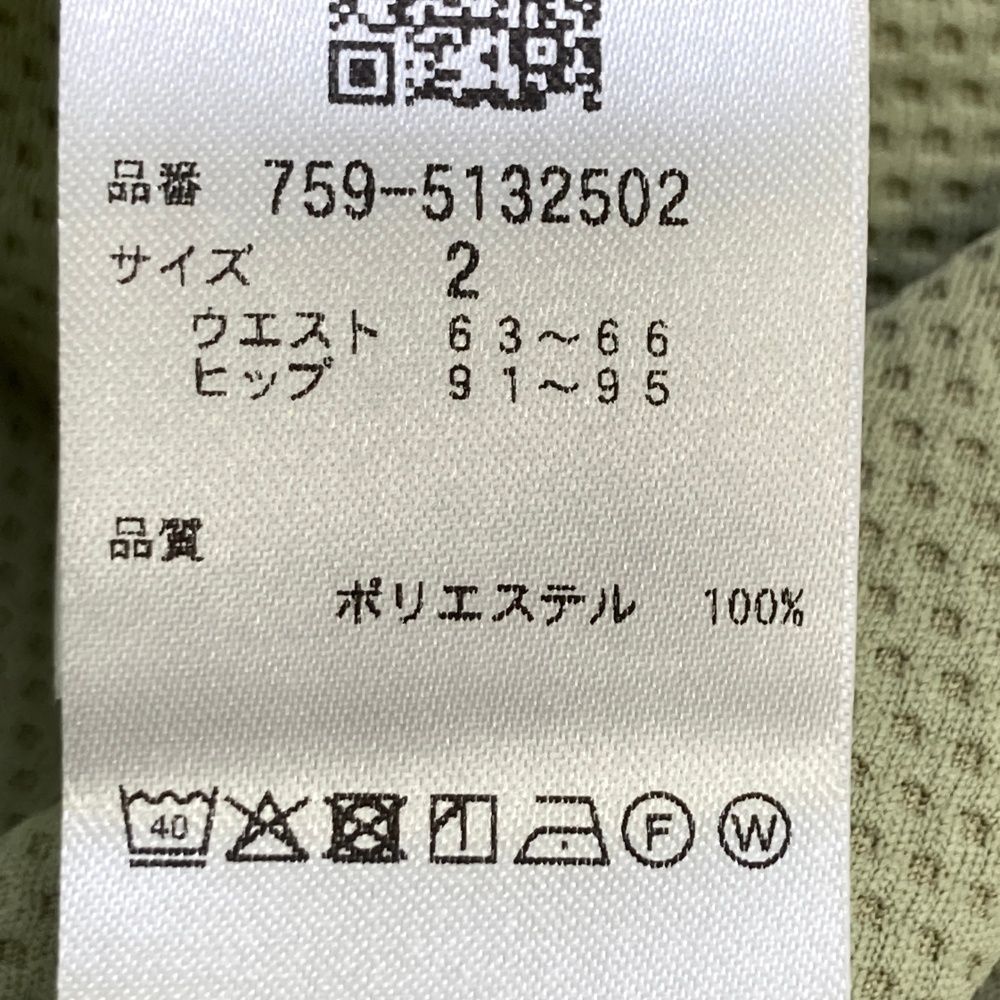 品番 759-5132502
サイズ 2
ウエスト 63～66
ヒップ 91～95
品質
ポリエステル 100%
40 F W